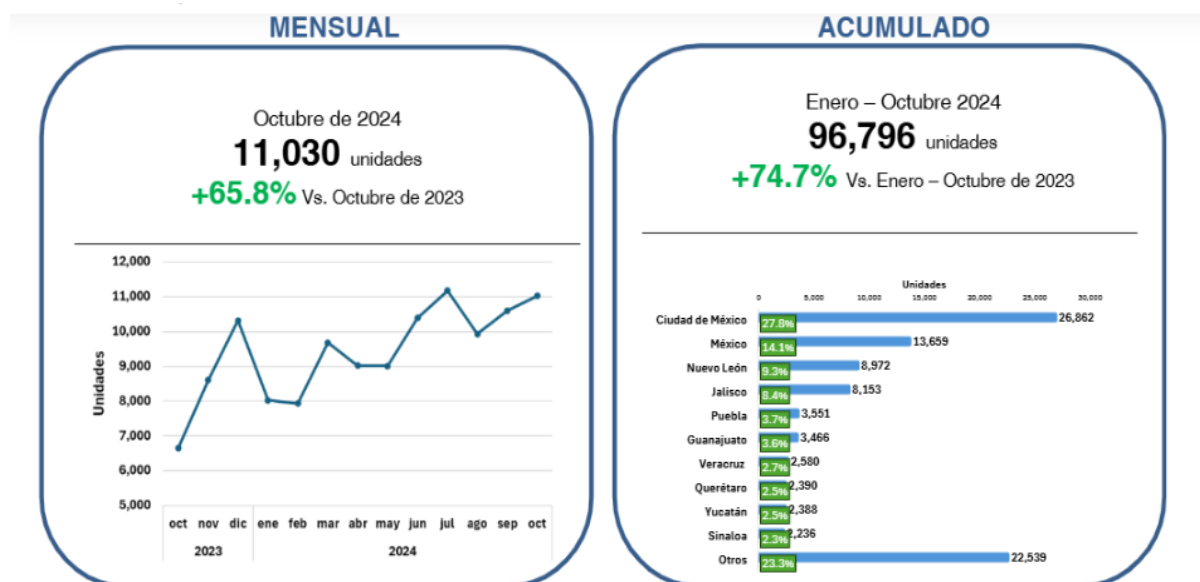 MENSUAL
Octubre de 2024
11,030 unidades
+65.8% Vs. Octubre de 2023
12,000
11,000
10,000
9,000
8,000
7,000
6,000
5,000
Unidades
oct nov dic ene feb mar abr may jun jul ago sep oct
2023 2024
ACUMULADO
Enero – Octubre 2024
96,796 unidades
+74.7% Vs. Enero – Octubre de 2023
Unidades
0 5,000 10,000 15,000 20,000 25,000 30,000
Ciudad de México 27.8% 26,862
México 14.1% 13,659
Nuevo León 9.3% 8,972
Jalisco 8.4% 8,153
Puebla 3.7% 3,551
Guanajuato 3.6% 3,466
Veracruz 2.7% 2,580
Querétaro 2.5% 2,390
Yucatán 2.5% 2,388
Sinaloa 2.3% 2,236
Otros 23.3% 22,539